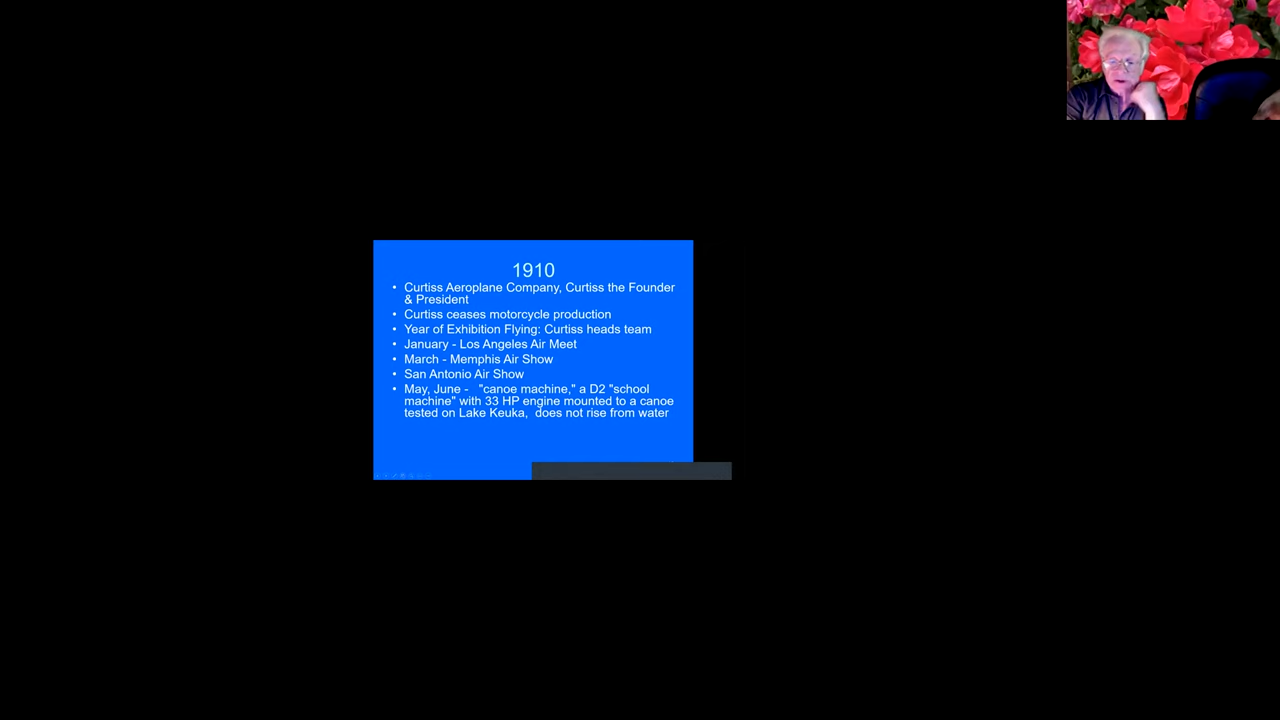 1910
• Curtiss Aeroplane Company, Curtiss the Founder
& President
• Curtiss ceases motorcycle production
• Year of Exhibition Flying: Curtiss heads team
• January - Los Angeles Air Meet
• March - Memphis Air Show
• San Antonio Air Show
• May, June -   "canoe machine," a D2 "school
machine" with 33 HP engine mounted to a canoe
tested on Lake Keuka,  does not rise from water